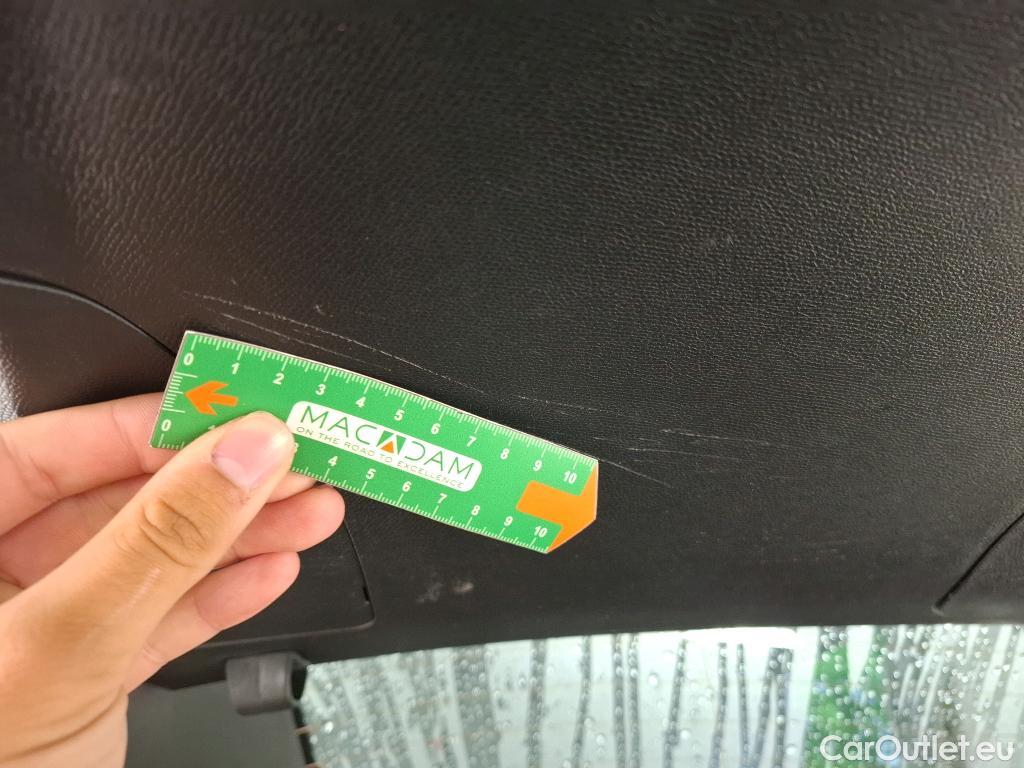 0 1 2 3 4 5 6 7 8 9 10
MACADAM
ON THE ROAD TO EXCELLENCE
0 1 3 4 5 6 7 8 9 10
CarOutlet.eu